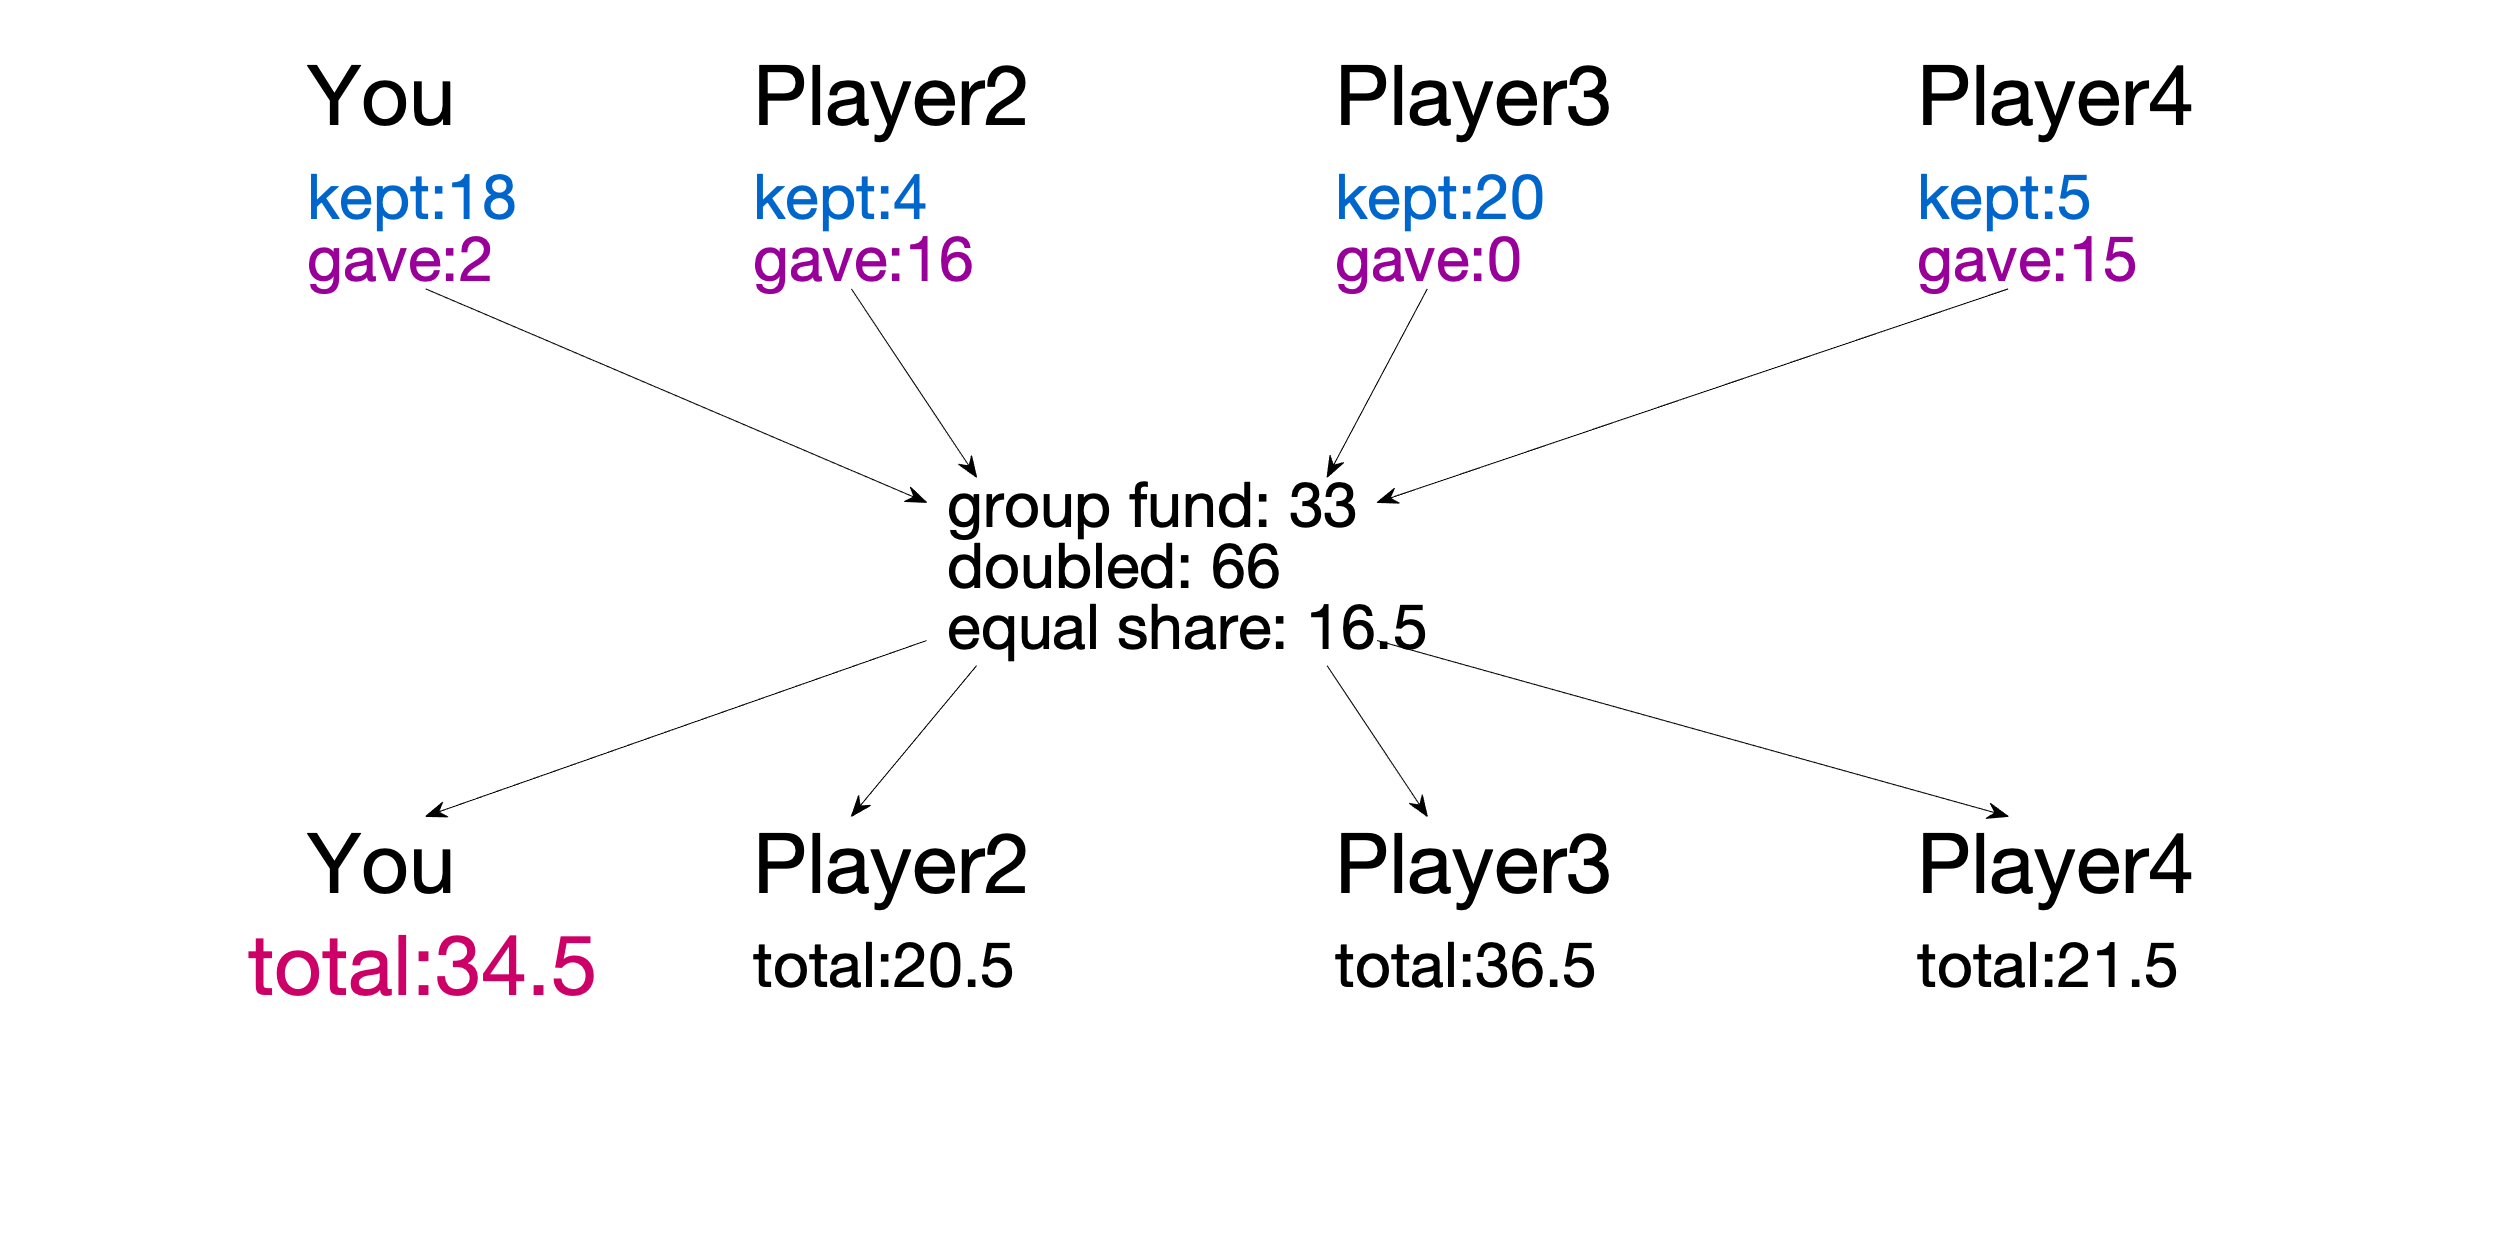 You Player2 Player3 Player4
kept:18 kept:4 kept:20 kept:5
gave:2 gave:16 gave:0 gave:15
group fund: 33
doubled: 66
equal share: 16.5
You Player2 Player3 Player4
total:34.5 total:20.5 total:36.5 total:21.5